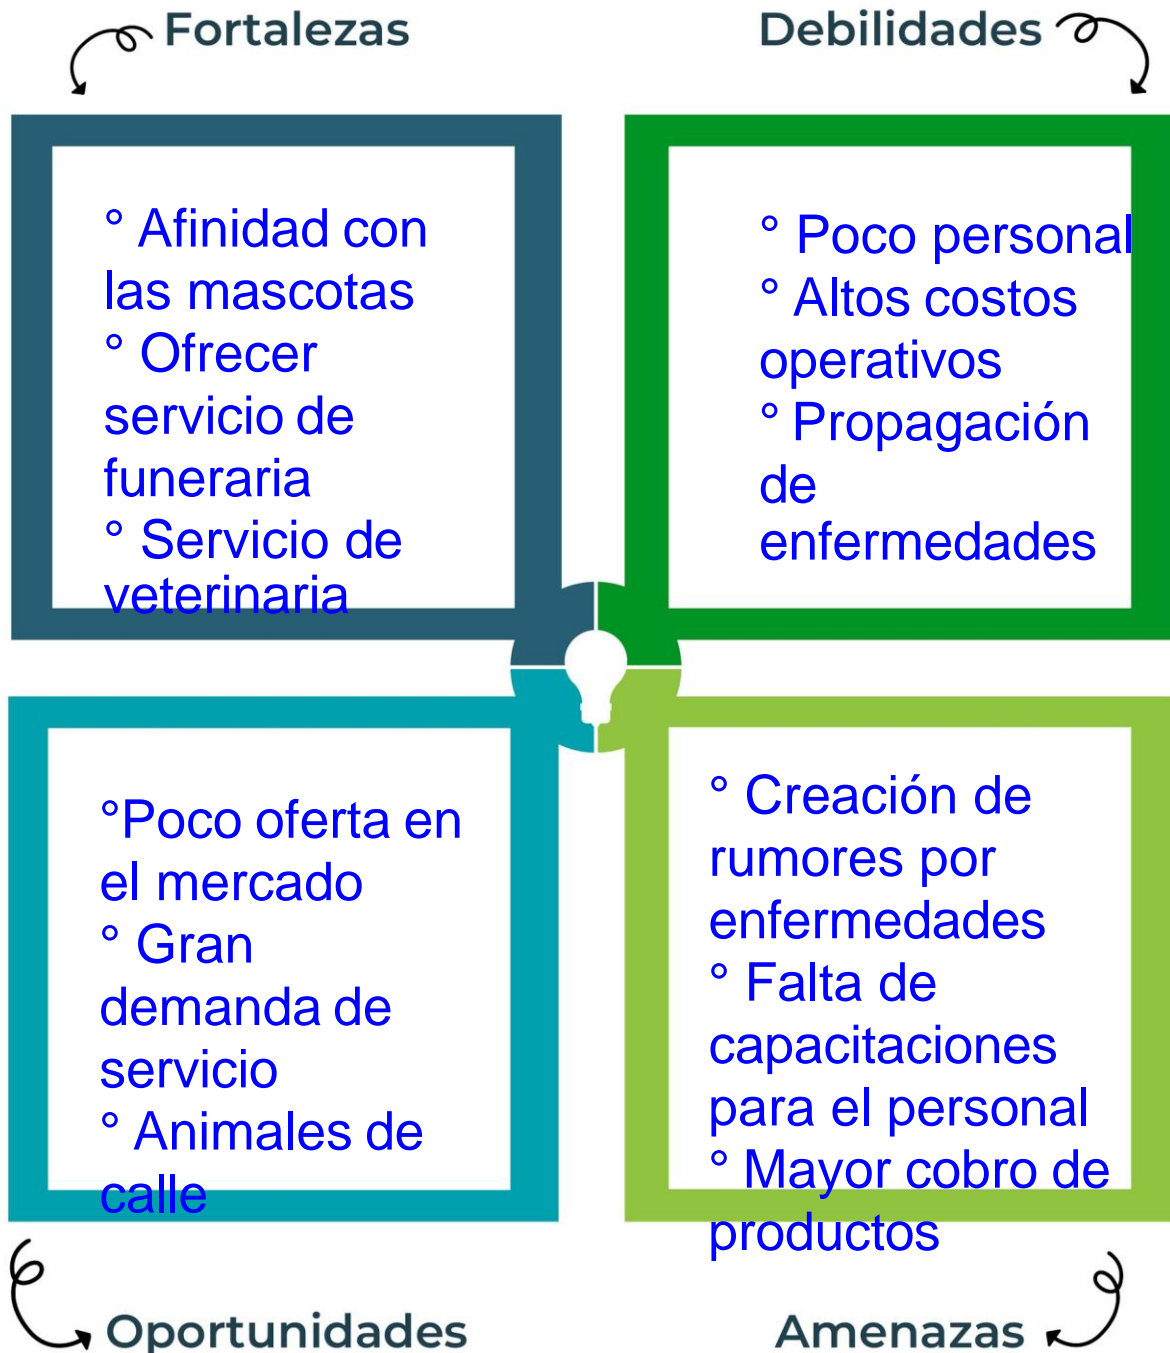 Fortalezas
° Afinidad con
las mascotas
° Ofrecer
servicio de
funeraria
° Servicio de
veterinaria
Debilidades
° Poco personal
° Altos costos
operativos
° Propagación
de
enfermedades
°Poco oferta en
el mercado
° Gran
demanda de
servicio
° Animales de
calle
Oportunidades
° Creación de
rumores por
enfermedades
° Falta de
capacitaciones
para el personal
° Mayor cobro de
productos
Amenazas